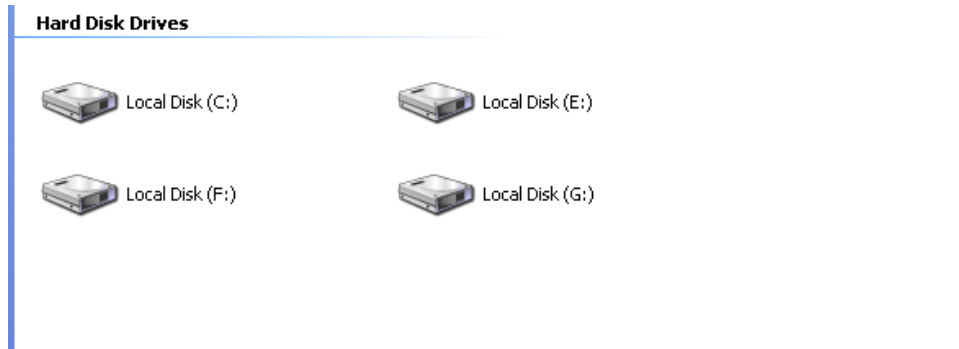 Hard Disk Drives
Local Disk (C:)
Local Disk (E:)
Local Disk (F:)
Local Disk (G:)